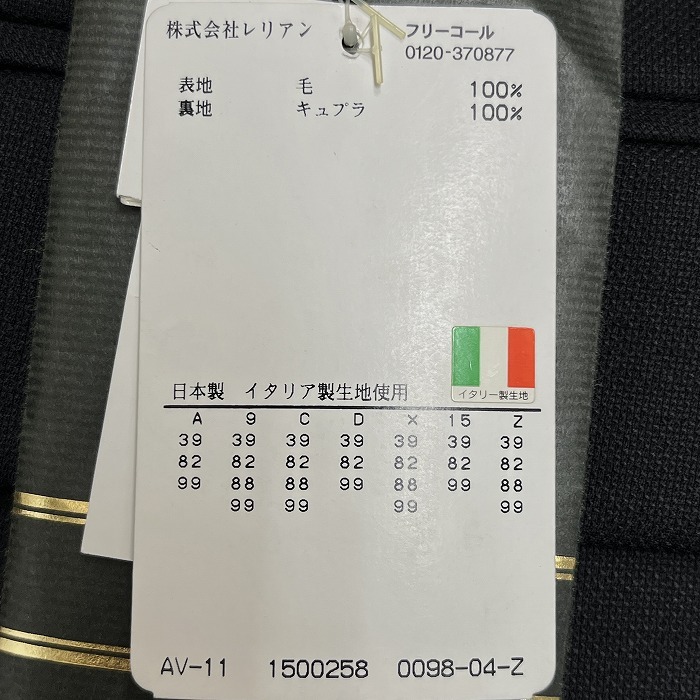 株式会社レリアン
フリーコール
0120-370877
表地 毛 100%
裏地 キュプラ 100%
イタリー製生地
日本製 イタリア製生地使用
A 9 C D X 15 Z
39 39 39 39 39 39 39
82 82 82 82 82 82 82
99 88 88 99 88 99 88
99 99 99 99
AV-11 1500258 0098-04-Z